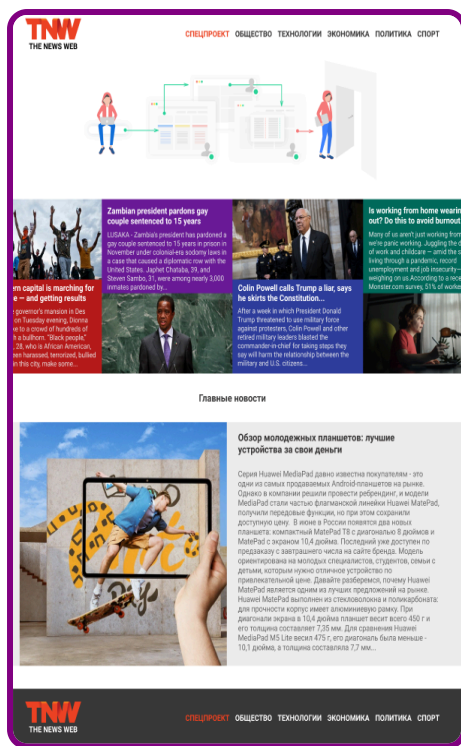 TNW
THE NEWS WEB
СПЕЦПРОЕКТ ОБЩЕСТВО ТЕХНОЛОГИИ ЭКОНОМИКА ПОЛИТИКА СПОРТ
rn capital is marching for
e — and getting results
governor's mansion in Des
on Tuesday evening, Donna
e to a crowd of hundreds of
h a bullhorn. "Black people,"
, 28, who is African American,
een harassed, terrorized, bullied
in this city, make some...
Zambian president pardons gay
couple sentenced to 15 years
LUSAKA - Zambia's president has pardoned a
gay couple sentenced to 15 years in prison in
November under colonial-era sodomy laws in
a case that caused a diplomatic row with the
United States. Japhet Chataba, 39, and
Steven Sambo, 31, were among nearly 3,000
inmates pardoned by...
Colin Powell calls Trump a liar, says
he skirts the Constitution...
After a week in which President Donald
Trump threatened to use military force
against protesters, Colin Powell and other
retired military leaders blasted the
commander-in-chief for taking steps they
say will harm the relationship between the
military and U.S. citizens...
Is working from home wearin
out? Do this to avoid burnout
Many of us aren't just working from
we're panic working. Juggling the d
of work and childcare — amid the s
living through a pandemic, record
unemployment and job insecurity—
weighing on us.According to a rece
Monster.com survey, 51% of worker
Главные новости
Обзор молодежных планшетов: лучшие
устройства за свои деньги
Серия Huawei MediaPad давно известна покупателям - это
одни из самых продаваемых Android-планшетов на рынке.
Однако в компании решили провести ребрендинг, и модели
MediaPad стали частью флагманской линейки Huawei MatePad,
получили передовые функции, но при этом сохранили
доступную цену. В июне в России появятся два новых
планшета: компактный MatePad T8 с диагональю 8 дюймов и
MatePad с экраном 10,4 дюйма. Последний уже доступен по
предзаказу с завтрашнего числа на сайте бренда. Модель
ориентирована на молодых специалистов, студентов, семьи с
детьми, которым нужно отличное устройство по
привлекательной цене. Давайте разберемся, почему Huawei
MatePad является одним из лучших предложений на рынке.
Huawei MatePad выполнен из стекловолокна и поликарбоната:
для прочности корпус имеет алюминиевую рамку. При
диагонали экрана в 10,4 дюйма планшет весит всего 450 г и
его толщина составляет 7,35 мм. Для сравнения Huawei
MediaPad M5 Lite весил 475 г, его диагональ была меньше -
10,1 дюйма, а толщина составляла 7,7 мм...
TNW
THE NEWS WEB
СПЕЦПРОЕКТ ОБЩЕСТВО ТЕХНОЛОГИИ ЭКОНОМИКА ПОЛИТИКА СПОРТ